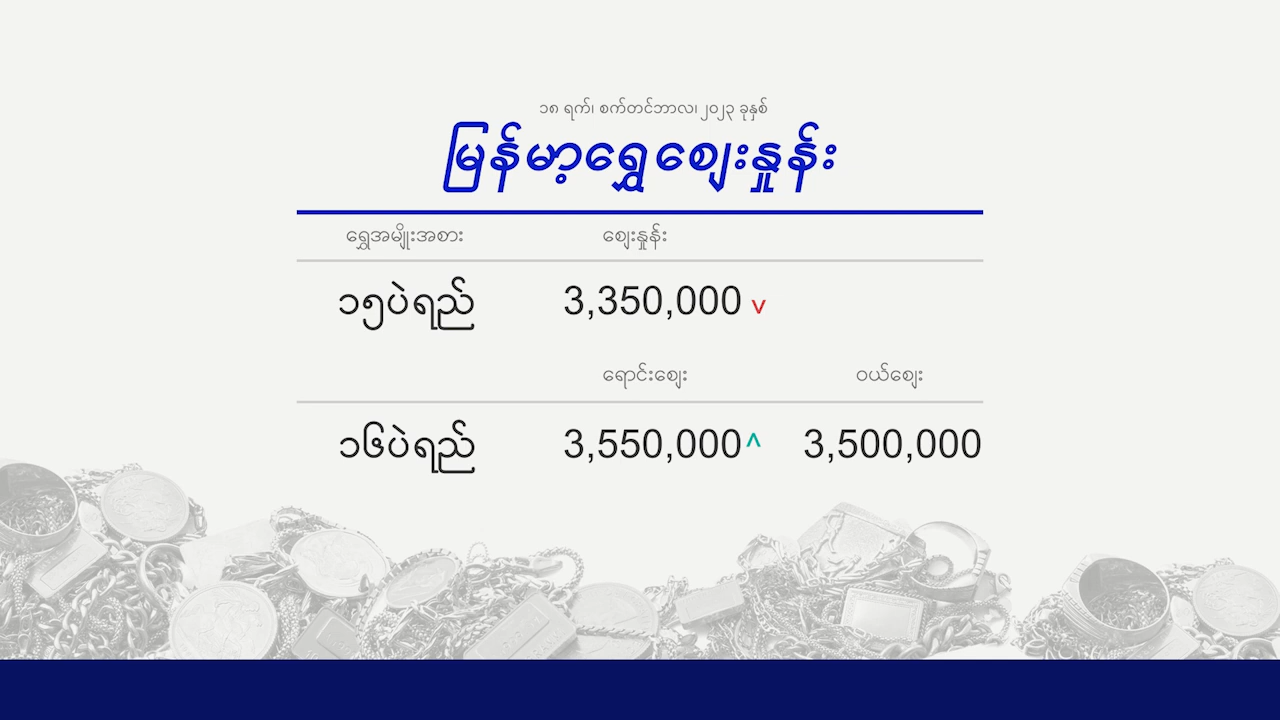 ၁၈ ရက်၊ စက်တင်ဘာလ၊ ၂၀၂၃ ခုနှစ်
မြန်မာ့ရွှေဈေးနှုန်း
ရွှေအမျိုးအစား ဈေးနှုန်း
၁၅ပဲရည် 3,350,000 v
ရောင်းဈေး ဝယ်ဈေး
၁၆ပဲရည် 3,550,000^ 3,500,000